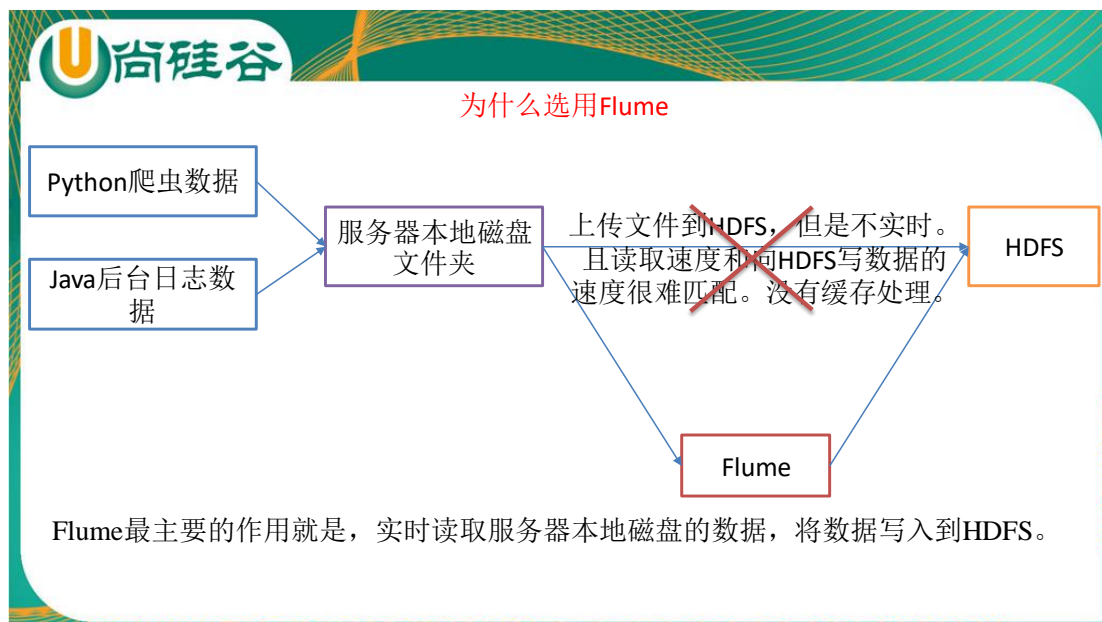 尚硅谷
为什么选用Flume
Python爬虫数据
Java后台日志数
据
服务器本地磁盘
文件夹
上传文件到HDFS，但是不实时。
且读取速度和向HDFS写数据的
速度很难匹配。没有缓存处理。
HDFS
Flume
Flume最主要的作用就是，实时读取服务器本地磁盘的数据，将数据写入到HDFS。